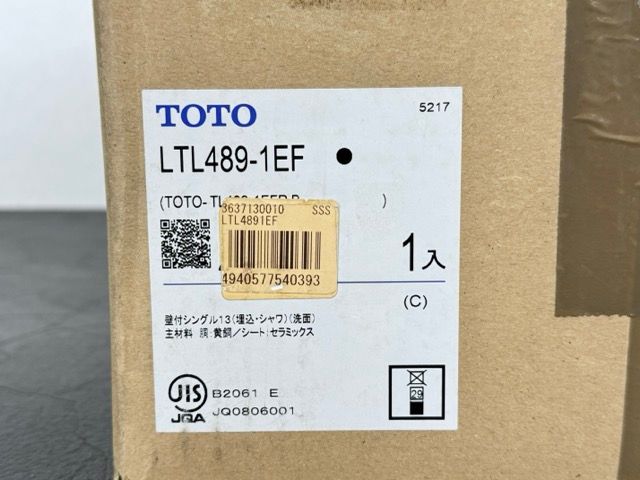 TOTO
5217
LTL489-1EF ●
(TOTO-
)
3637130010 SSS
LTL4891EF
4940577540393
1入
(C)
壁付シングル13(埋込・シャワ)(洗面)
主材料 胴:黄銅/シート:セラミックス
JIS
JQA
B2061 E
JQ0806001
29